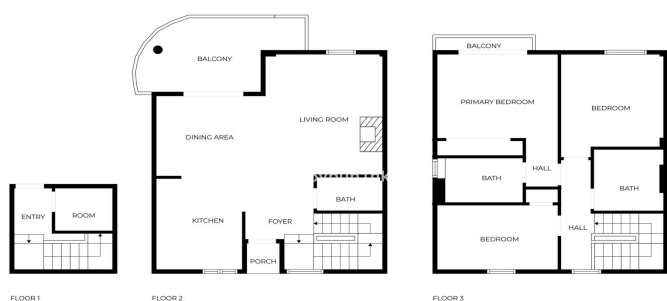 ENTRY
ROOM
FLOOR 1
BALCONY
LIVING ROOM
DINING AREA
BATH
KITCHEN
FOYER
PORCH
FLOOR 2
BALCONY
PRIMARY BEDROOM
BEDROOM
HALL
BATH
BATH
HALL
BEDROOM
FLOOR 3